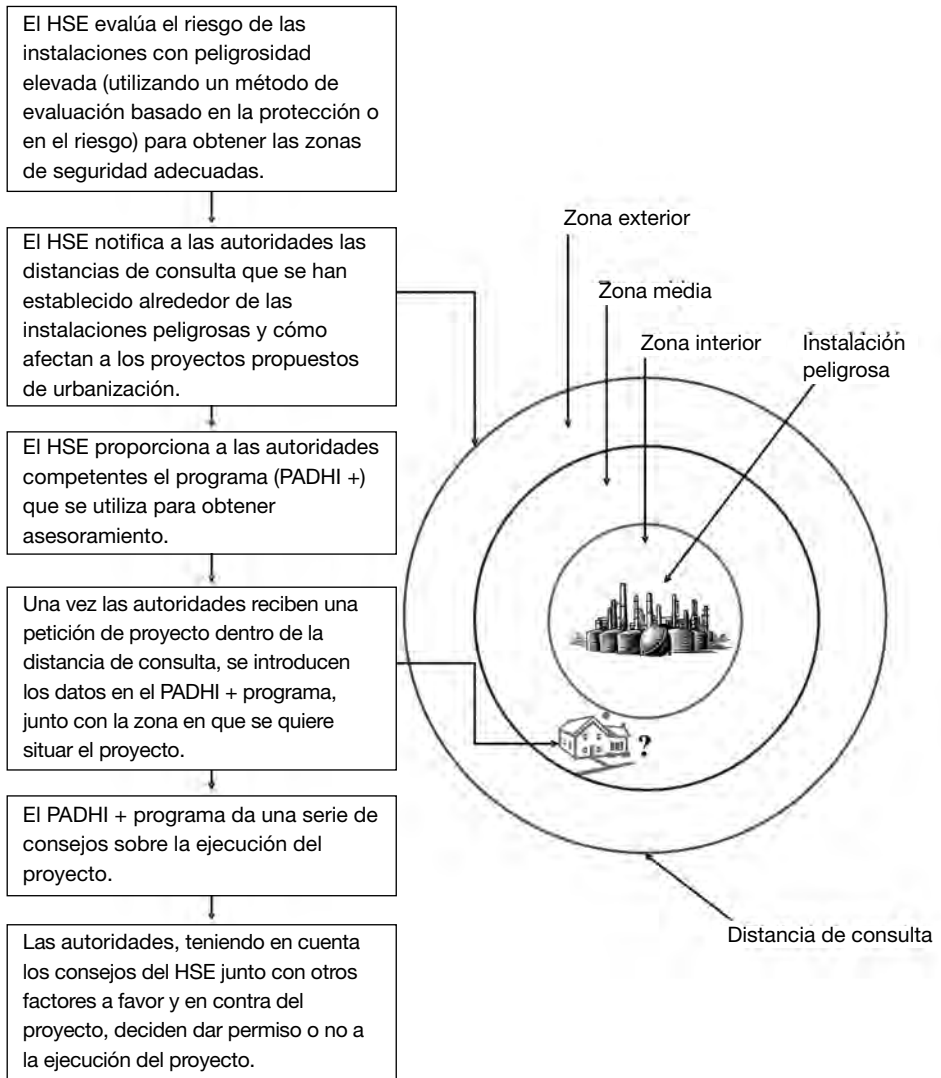 El HSE evalúa el riesgo de las
instalaciones con peligrosidad
elevada (utilizando un método de
evaluación basado en la protección o
en el riesgo) para obtener las zonas
de seguridad adecuadas.
El HSE notifica a las autoridades las
distancias de consulta que se han
establecido alrededor de las
instalaciones peligrosas y cómo
afectan a los proyectos propuestos
de urbanización.
El HSE proporciona a las autoridades
competentes el programa (PADHI +)
que se utiliza para obtener
asesoramiento.
Una vez las autoridades reciben una
petición de proyecto dentro de la
distancia de consulta, se introducen
los datos en el PADHI + programa,
junto con la zona en que se quiere
situar el proyecto.
El PADHI + programa da una serie de
consejos sobre la ejecución del
proyecto.
Las autoridades, teniendo en cuenta
los consejos del HSE junto con otros
factores a favor y en contra del
proyecto, deciden dar permiso o no a
la ejecución del proyecto.
Zona exterior
Zona media
Zona interior
Instalación
peligrosa
?
Distancia de consulta